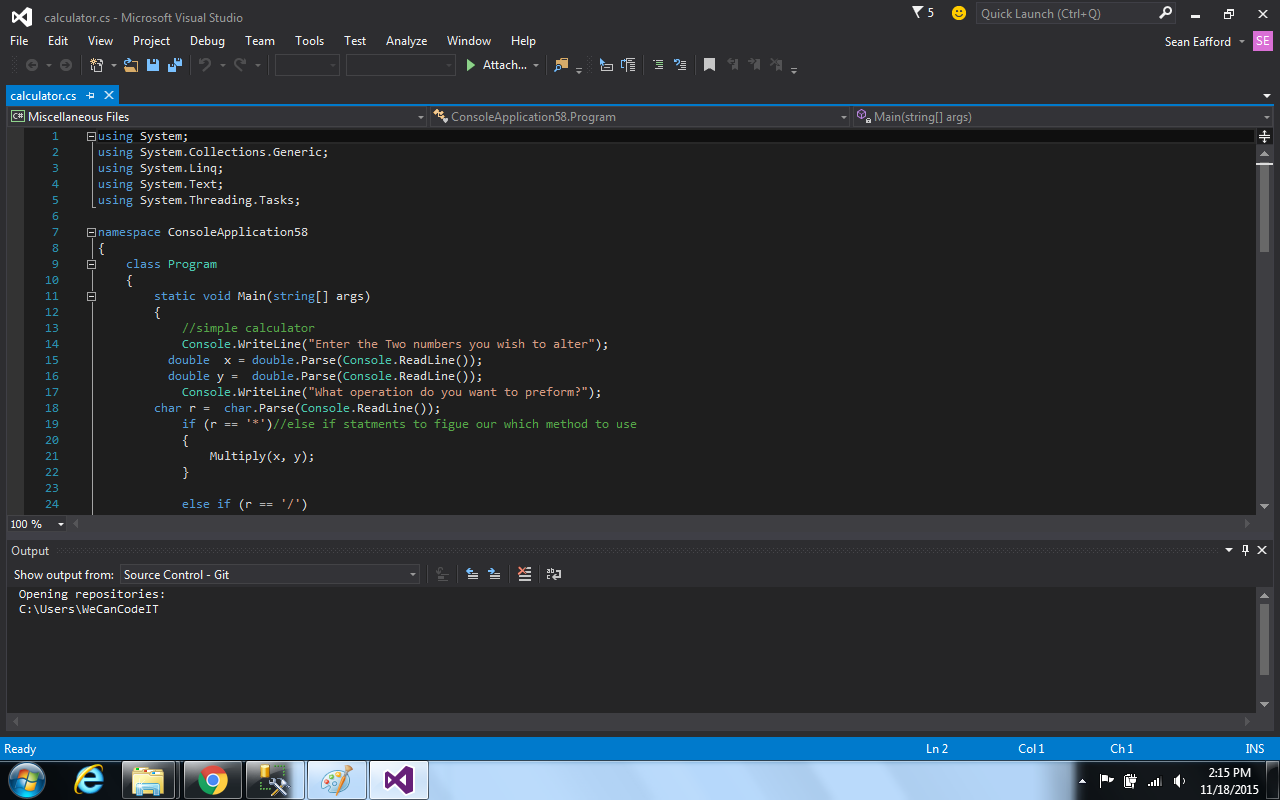 calculator.cs - Microsoft Visual Studio
5
Quick Launch (Ctrl+Q)
File Edit View Project Debug Team Tools Test Analyze Window Help
Sean Eafford SE
Attach...
calculator.cs
C# Miscellaneous Files ConsoleApplication58.Program Main(string[] args)
1 using System;
2 using System.Collections.Generic;
3 using System.Linq;
4 using System.Text;
5 using System.Threading.Tasks;
6
7 namespace ConsoleApplication58
8 {
9 class Program
10 {
11 static void Main(string[] args)
12 {
13 //simple calculator
14 Console.WriteLine("Enter the Two numbers you wish to alter");
15 double  x = double.Parse(Console.ReadLine());
16 double y =  double.Parse(Console.ReadLine());
17 Console.WriteLine("What operation do you want to preform?");
18 char r =  char.Parse(Console.ReadLine());
19 if (r == '*')//else if statments to figue our which method to use
20 {
21 Multiply(x, y);
22 }
23
24 else if (r == '/')
100 %
Output
Show output from: Source Control - Git
Opening repositories:
C:\Users\WeCanCodeIT
Ready Ln 2 Col 1 Ch 1 INS
2:15 PM
11/18/2015